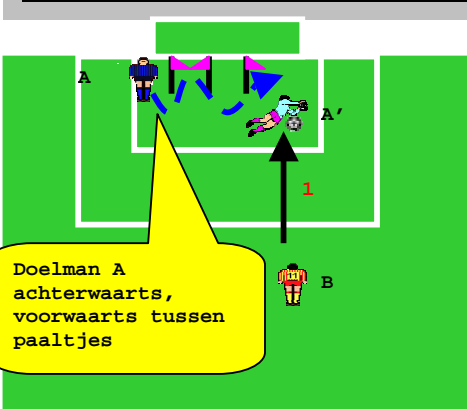 A
A’
1
B
Doelman A
achterwaarts,
voorwaarts tussen
paaltjes